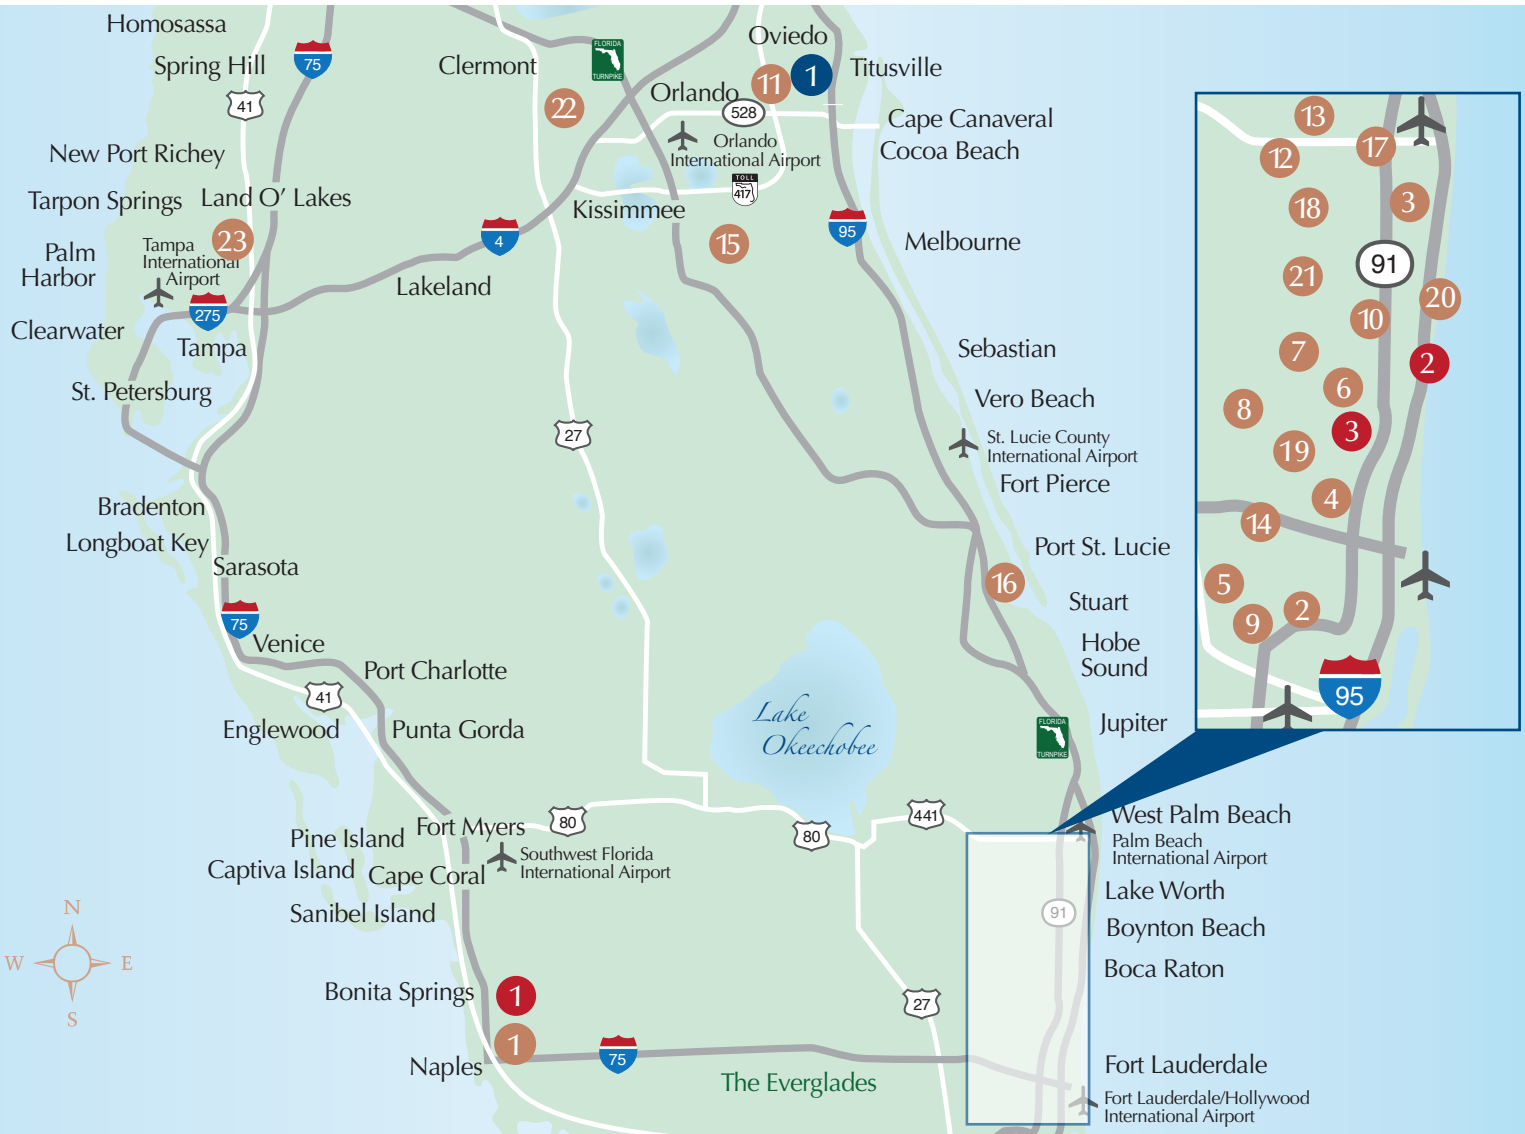 Homosassa
Spring Hill
75
41
New Port Richey
Tarpon Springs
Land O' Lakes
23
Palm
Harbor
Tampa
International
Airport
275
Clearwater
Tampa
St. Petersburg
Clermont
FLORIDA
TURNPIKE
22
Oviedo
11
1
Titusville
Orlando
528
Orlando
International Airport
Cape Canaveral
Cocoa Beach
TOLL
417
Kissimmee
15
4
95
Melbourne
Lakeland
Sebastian
Vero Beach
27
St. Lucie County
International Airport
Fort Pierce
Bradenton
Longboat Key
Sarasota
75
Venice
Port St. Lucie
16
Stuart
Hobe
Sound
Port Charlotte
41
Englewood
Punta Gorda
Lake
Okeechobee
FLORIDA
TURNPIKE
Jupiter
Pine Island
Fort Myers
80
80
441
Captiva Island
Cape Coral
Southwest Florida
International Airport
Sanibel Island
West Palm Beach
Palm Beach
International Airport
Lake Worth
91
Boynton Beach
Boca Raton
N
W
E
S
Bonita Springs
1
1
Naples
75
27
The Everglades
Fort Lauderdale
Fort Lauderdale/Hollywood
International Airport
13
12
17
18
3
91
21
20
10
7
2
6
8
3
19
4
14
5
2
9
95